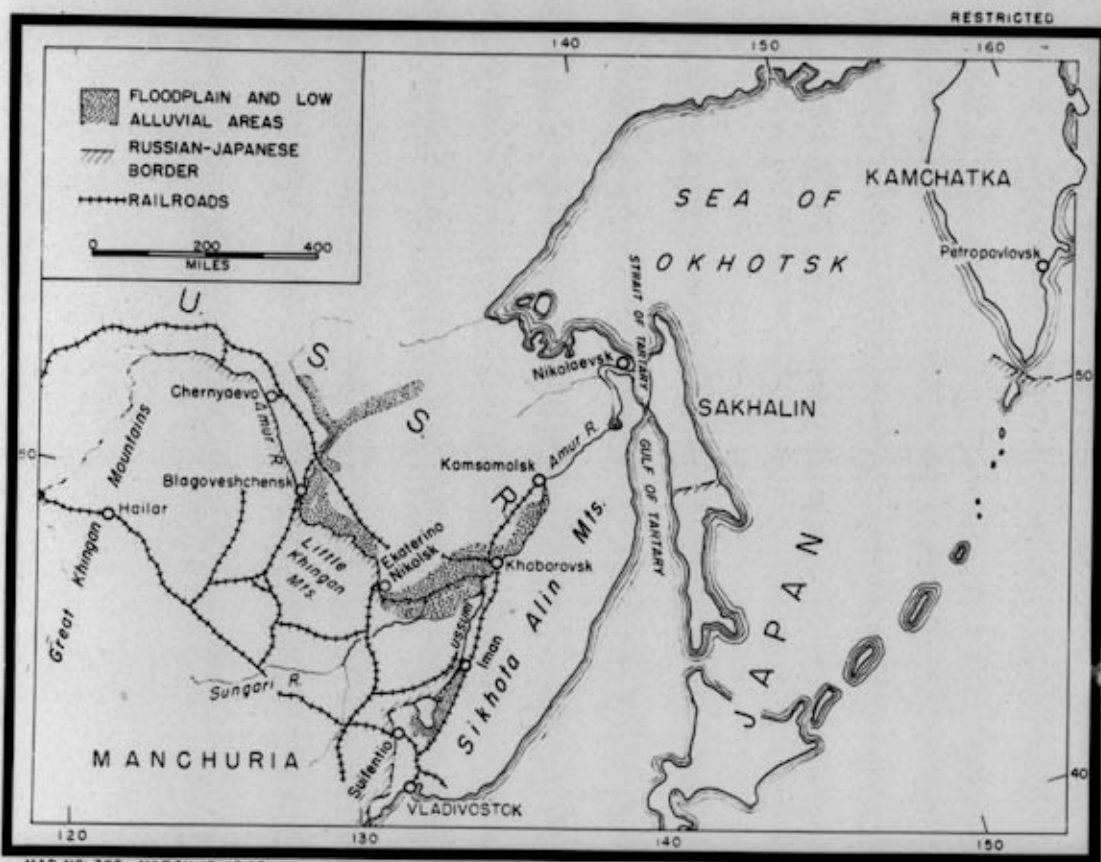 RESTRICTED
140
150
160
FLOODPLAIN AND LOW
ALLUVIAL AREAS
RUSSIAN-JAPANESE
BORDER
RAILROADS
0
200
400
MILES
SEA OF
OKHOTSK
KAMCHATKA
Petropovlovsk
U.
S.
S.
R.
STRAIT OF TARTARY
Nikolaevsk
SAKHALIN
50
50
Chernyaevo
Amur R.
Mountains
Great Khingan
Blagoveshchensk
Hailar
Komsomolsk
Amur R.
GULF OF TARTARY
Ekaterino
Nikolsk
Little
Khingan
Mts.
Khoborovsk
Ussuri
Iman
Sikhota Alin Mts.
Sungari R.
JAPAN
MANCHURIA
Suifentio
VLADIVOSTOK
40
120
130
140
150